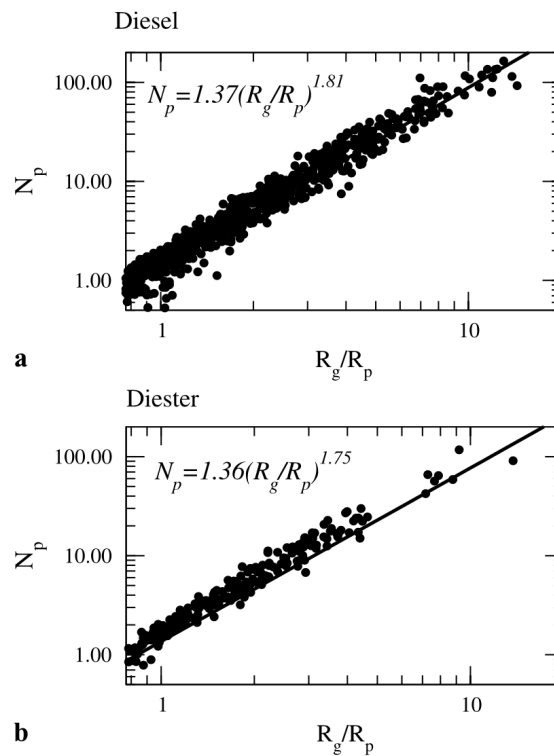 Diesel
N_p=1.37(R_g/R_p)^1.81
100.00
10.00
1.00
N_p
1
10
R_g/R_p
a
Diester
N_p=1.36(R_g/R_p)^1.75
100.00
10.00
1.00
N_p
1
10
R_g/R_p
b